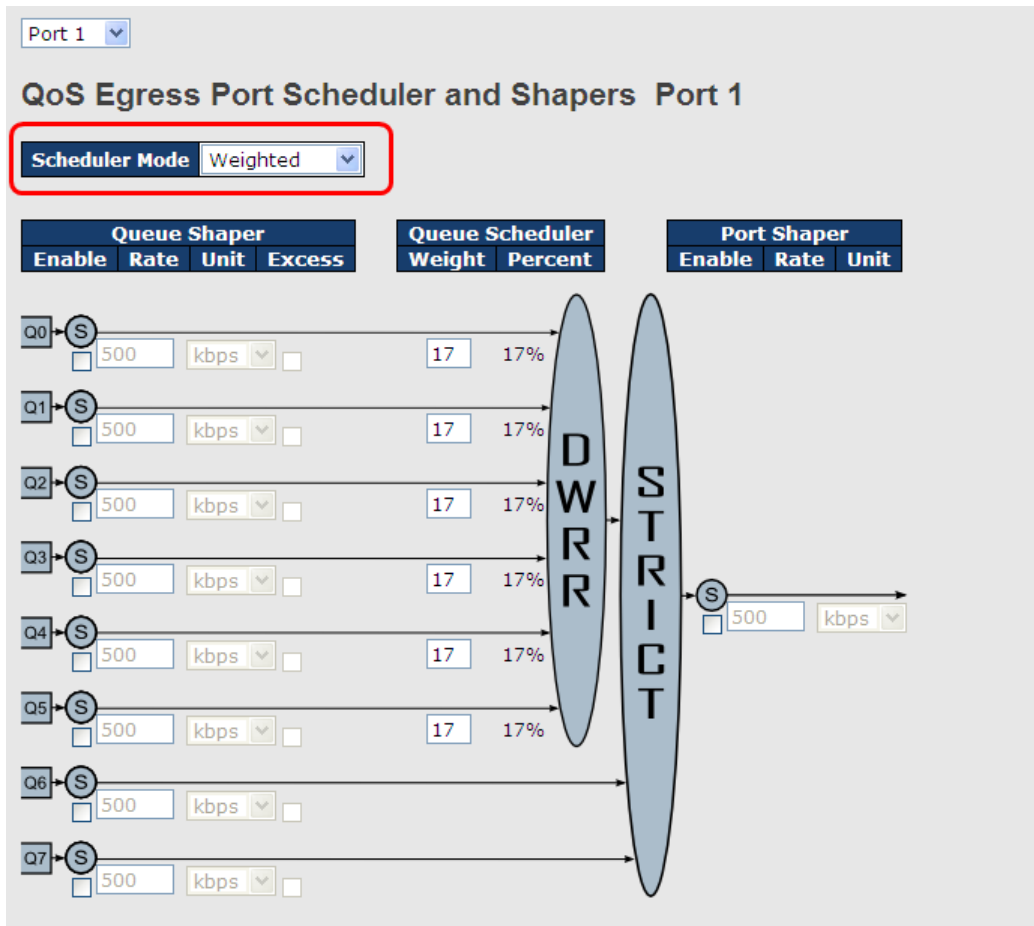 Port 1
QoS Egress Port Scheduler and Shapers Port 1
Scheduler Mode Weighted
Queue Shaper Queue Scheduler Port Shaper
Enable Rate Unit Excess Weight Percent Enable Rate Unit
Q0 S
500 kbps 17 17%
Q1 S
500 kbps 17 17%
Q2 S
500 kbps 17 17%
Q3 S
500 kbps 17 17%
Q4 S
500 kbps 17 17%
Q5 S
500 kbps 17 17%
Q6 S
500 kbps
Q7 S
500 kbps
DWRR
STRICT
S
500 kbps